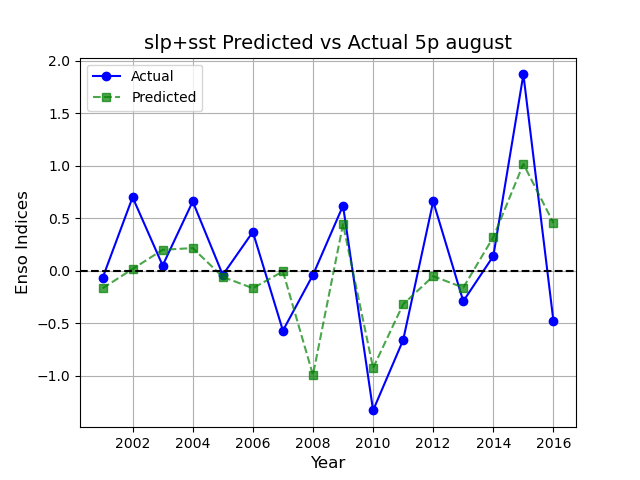 slp+sst Predicted vs Actual 5p august
Actual
Predicted
2.0
1.5
1.0
0.5
0.0
−0.5
−1.0
Enso Indices
2002 2004 2006 2008 2010 2012 2014 2016
Year